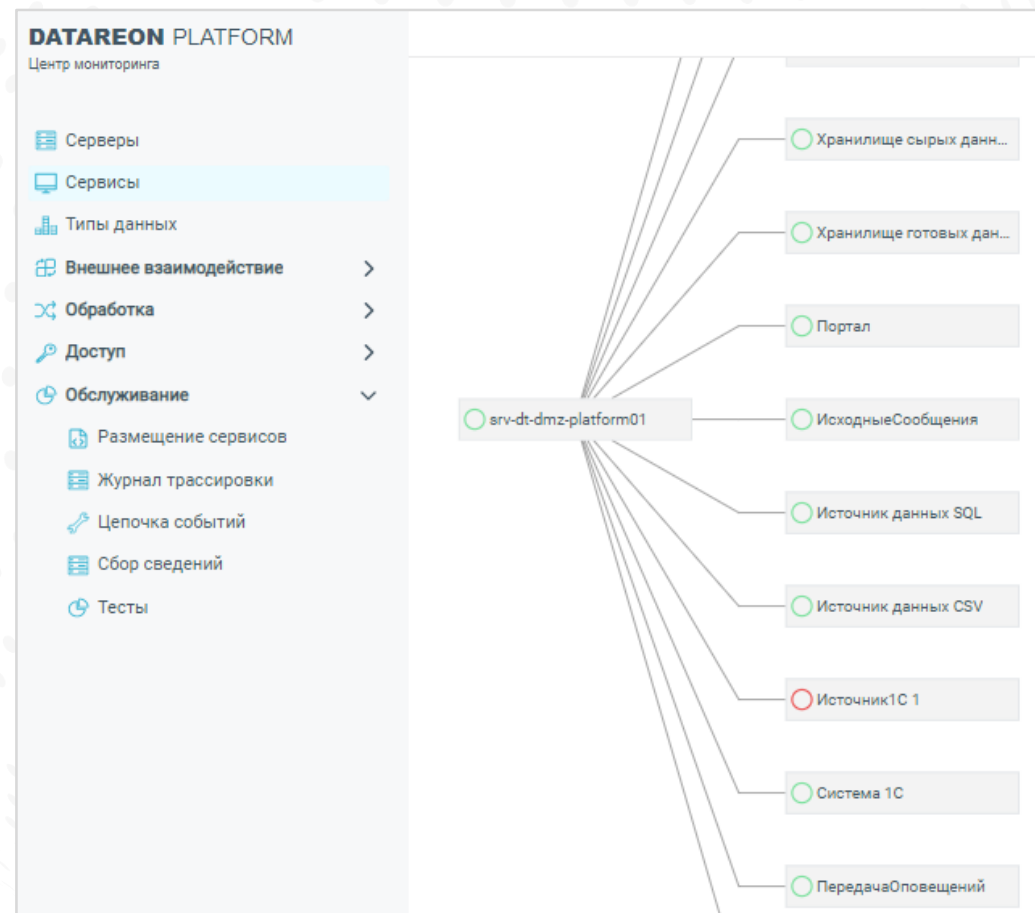 DATAREON PLATFORM
Центр мониторинга
Серверы
Сервисы
Типы данных
Внешнее взаимодействие
Обработка
Доступ
Обслуживание
Размещение сервисов
Журнал трассировки
Цепочка событий
Сбор сведений
Тесты
srv-dt-dmz-platform01
Хранилище сырых данн...
Хранилище готовых дан...
Портал
ИсходныеСообщения
Источник данных SQL
Источник данных CSV
Источник1С 1
Система 1С
ПередачаОповещений